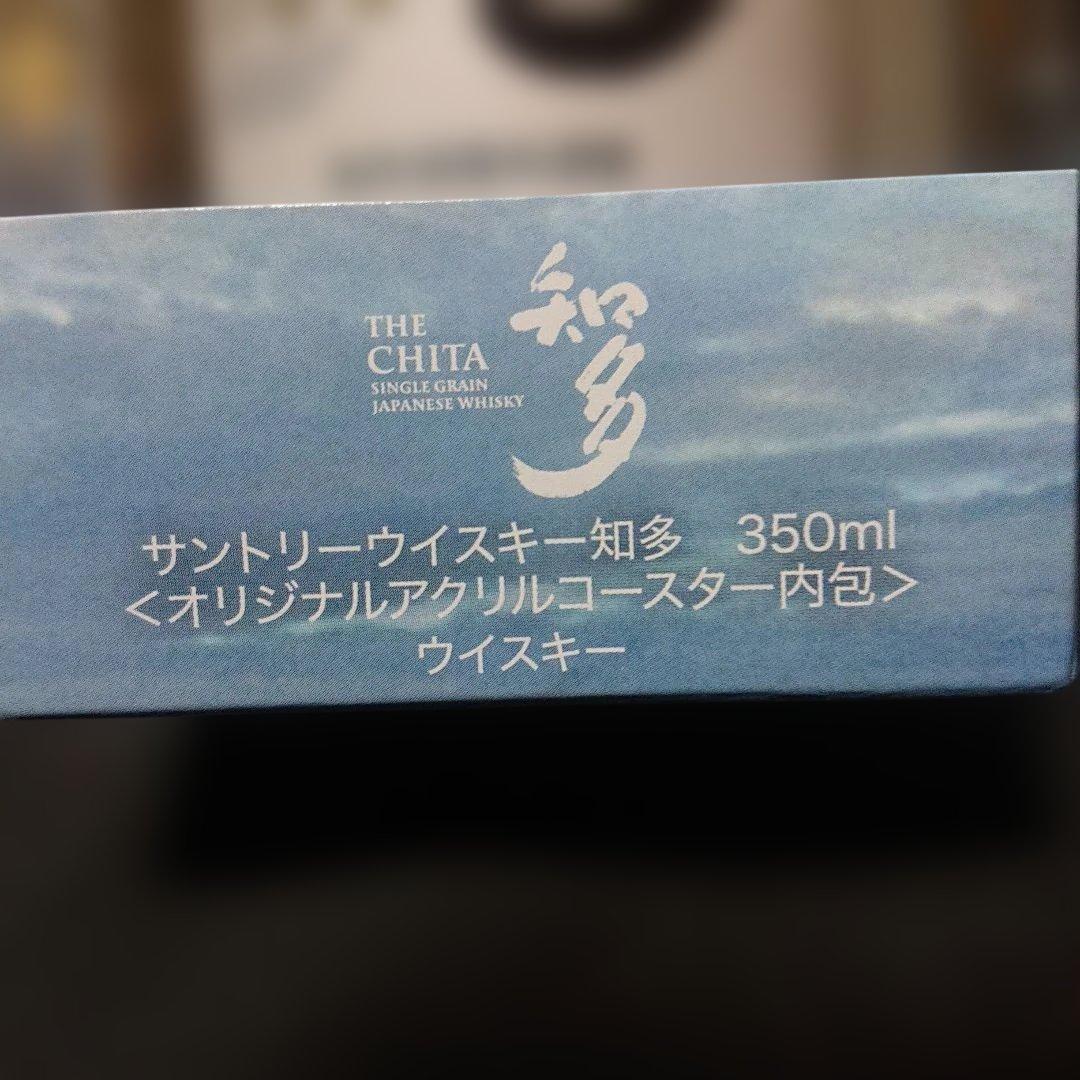 THE
CHITA
SINGLE GRAIN
JAPANESE WHISKY
知多
サントリーウイスキー知多　350ml
＜オリジナルアクリルコースター内包＞
ウイスキー